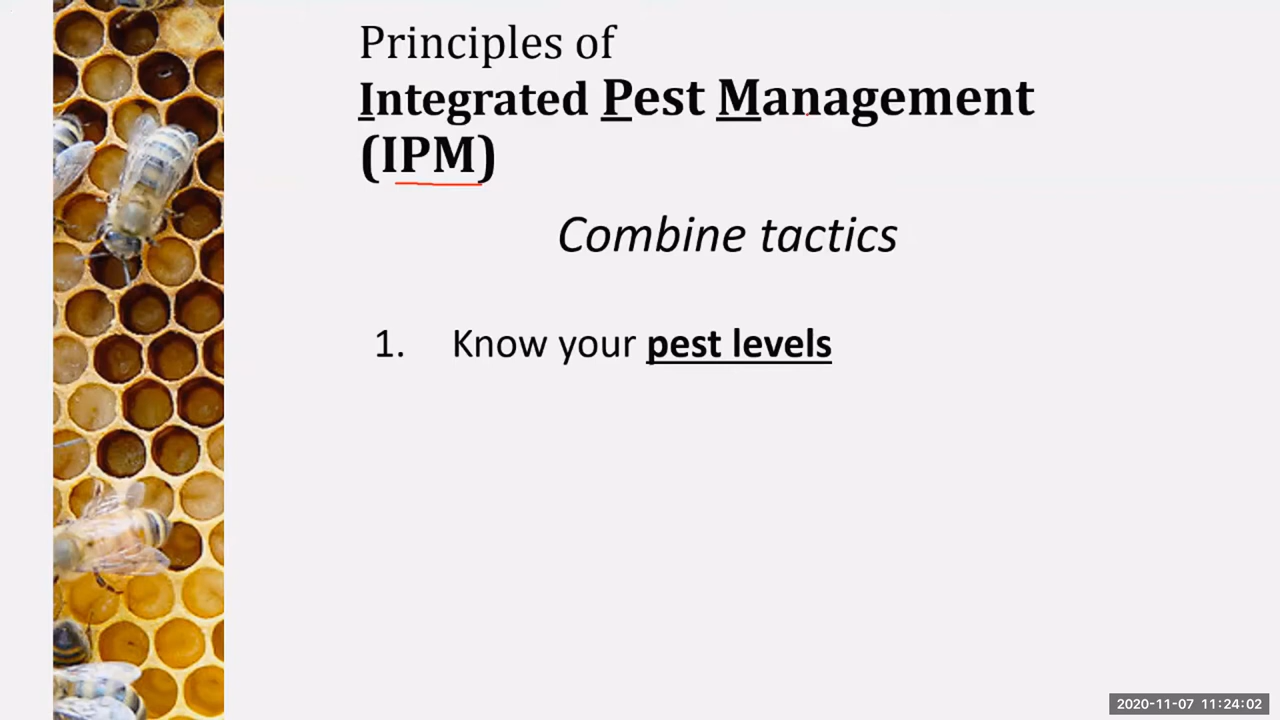 Principles of
Integrated Pest Management
(IPM)
Combine tactics
1. Know your pest levels
2020-11-07 11:24:02